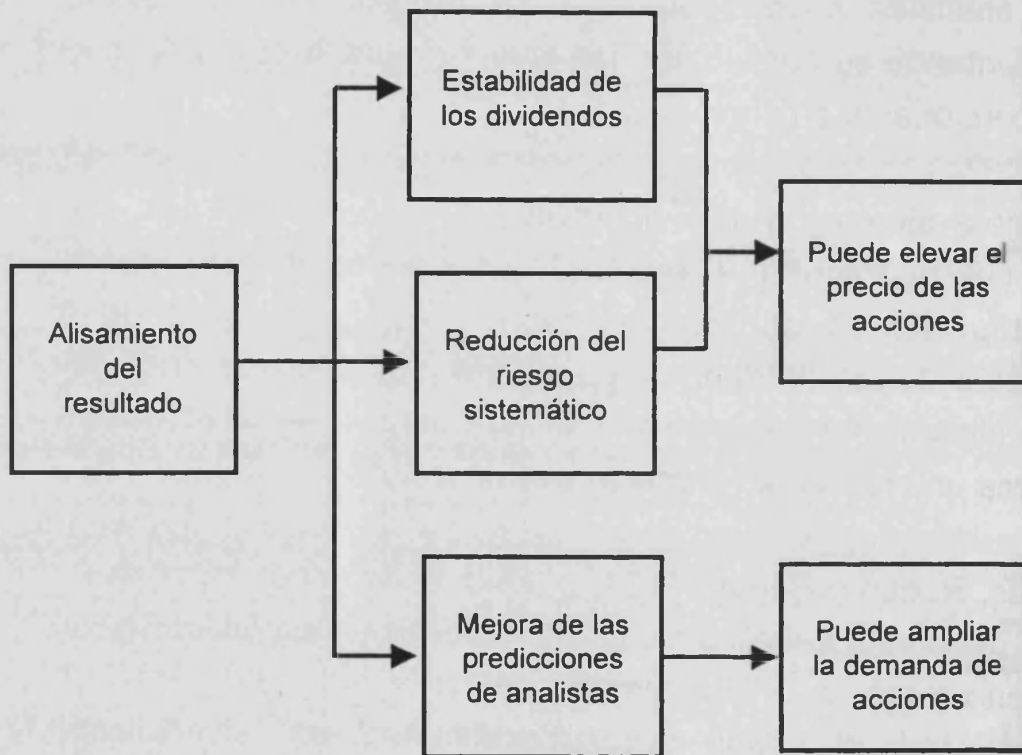 Estabilidad de
los dividendos
Puede elevar el
precio de las
acciones
Alisamiento
del
resultado
Reducción del
riesgo
sistemático
Mejora de las
predicciones
de analistas
Puede ampliar
la demanda de
acciones